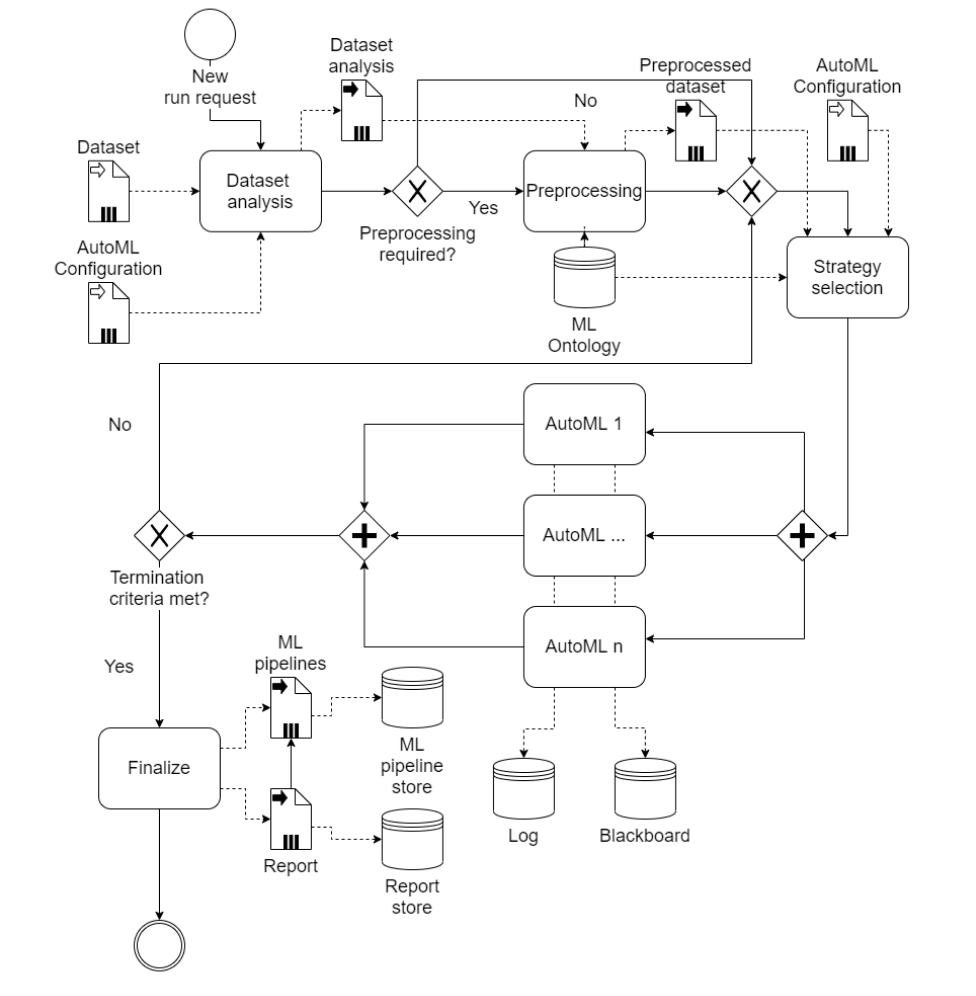 New
run request
Dataset
analysis
No
Preprocessed
dataset
AutoML
Configuration
Dataset
Dataset
analysis
X
Yes
Preprocessing
required?
Preprocessing
X
AutoML
Configuration
Strategy
selection
ML
Ontology
No
AutoML 1
AutoML ...
AutoML n
X
Termination
criteria met?
Yes
ML
pipelines
ML
pipeline
store
Finalize
Log
Blackboard
Report
Report
store